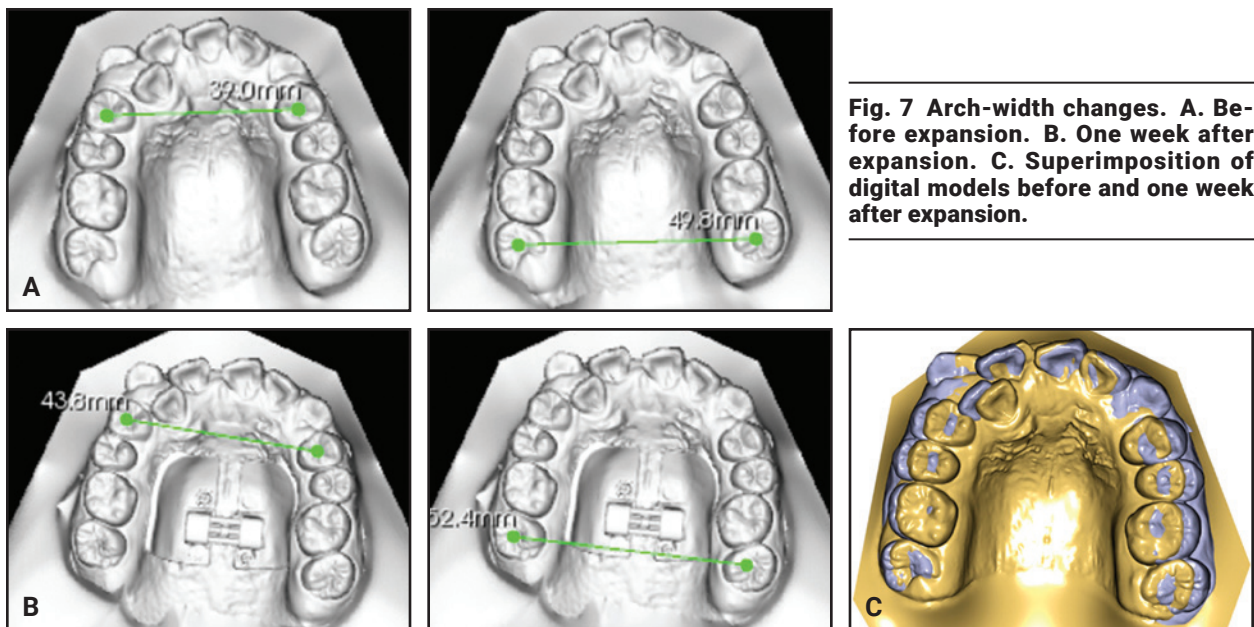 39.0mm
49.8mm
A
Fig. 7 Arch-width changes. A. Be-
fore expansion. B. One week after
expansion. C. Superimposition of
digital models before and one week
after expansion.
43.8mm
52.4mm
B
C